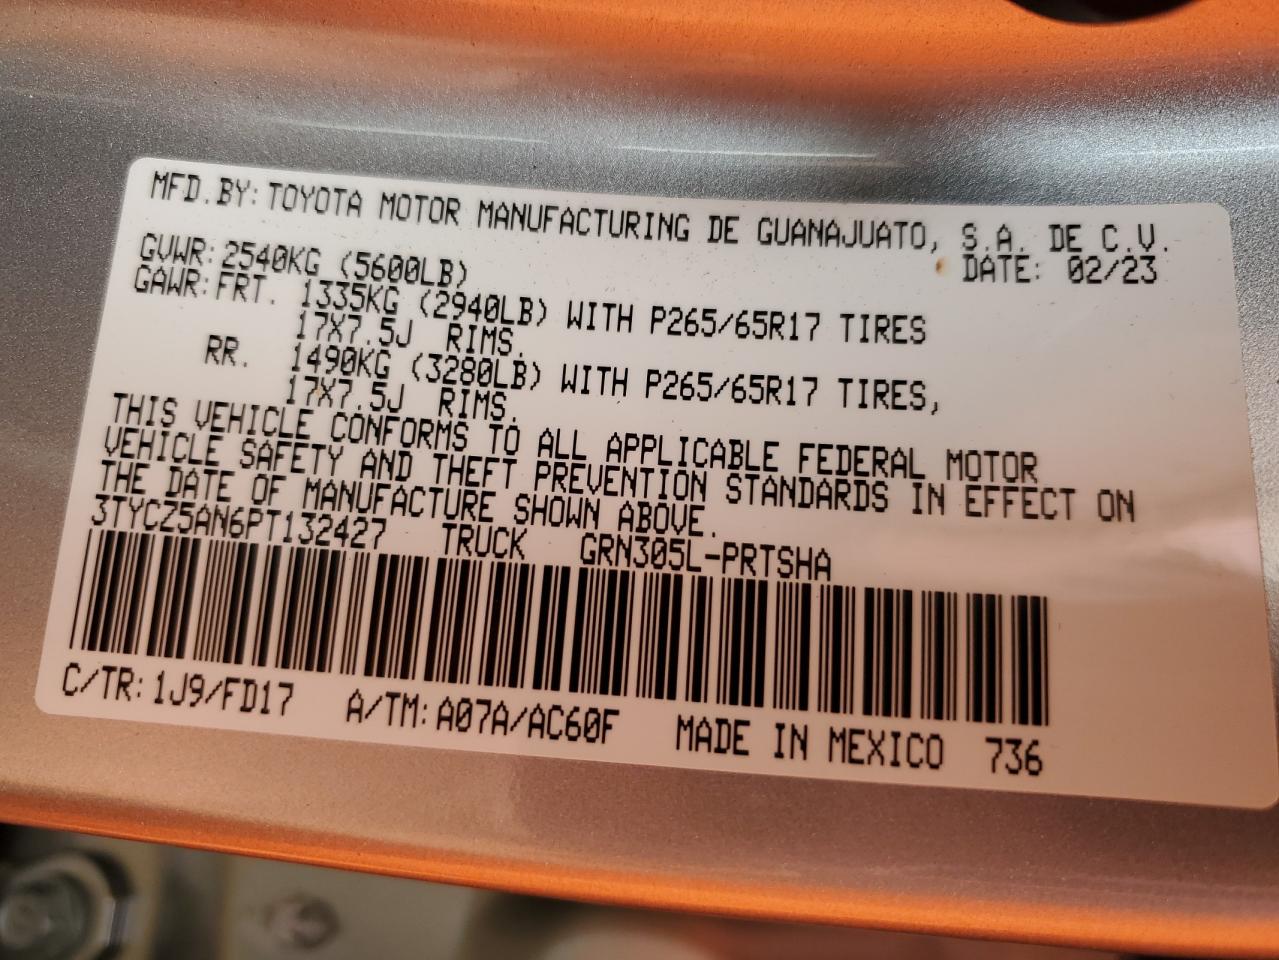 MFD.BY: TOYOTA MOTOR MANUFACTURING DE GUANAJUATO, S.A. DE C.V.
GVWR: 2540KG (5600LB) DATE: 02/23
GAWR: FRT. 1335KG (2940LB) WITH P265/65R17 TIRES
17X7.5J RIMS.
RR. 1490KG (3280LB) WITH P265/65R17 TIRES,
17X7.5J RIMS.
THIS VEHICLE CONFORMS TO ALL APPLICABLE FEDERAL MOTOR
VEHICLE SAFETY AND THEFT PREVENTION STANDARDS IN EFFECT ON
THE DATE OF MANUFACTURE SHOWN ABOVE.
3TYCZ5AN6PT132427 TRUCK GRN305L-PRTSHA
C/TR: 1J9/FD17 A/TM: A07A/AC60F MADE IN MEXICO 736